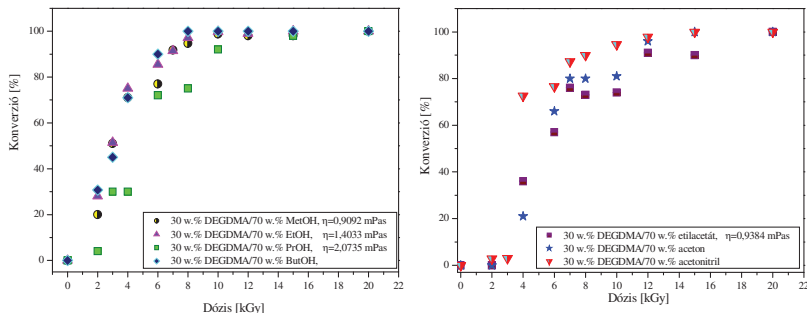 Konverzió [%]
100
80
60
40
20
0
30 w.% DEGDMA/70 w.% MetOH, η=0,9092 mPas
30 w.% DEGDMA/70 w.% EtOH, η=1,4033 mPas
30 w.% DEGDMA/70 w.% PrOH, η=2,0735 mPas
30 w.% DEGDMA/70 w.% ButOH,
0 2 4 6 8 10 12 14 16 18 20 22
Dózis [kGy]
Konverzió [%]
100
80
60
40
20
0
30 w.% DEGDMA/70 w.% etilacetát, η=0,9384 mPas
30 w.% DEGDMA/70 w.% aceton
30 w.% DEGDMA/70 w.% acetonitril
0 2 4 6 8 10 12 14 16 18 20 22
Dózis [kGy]